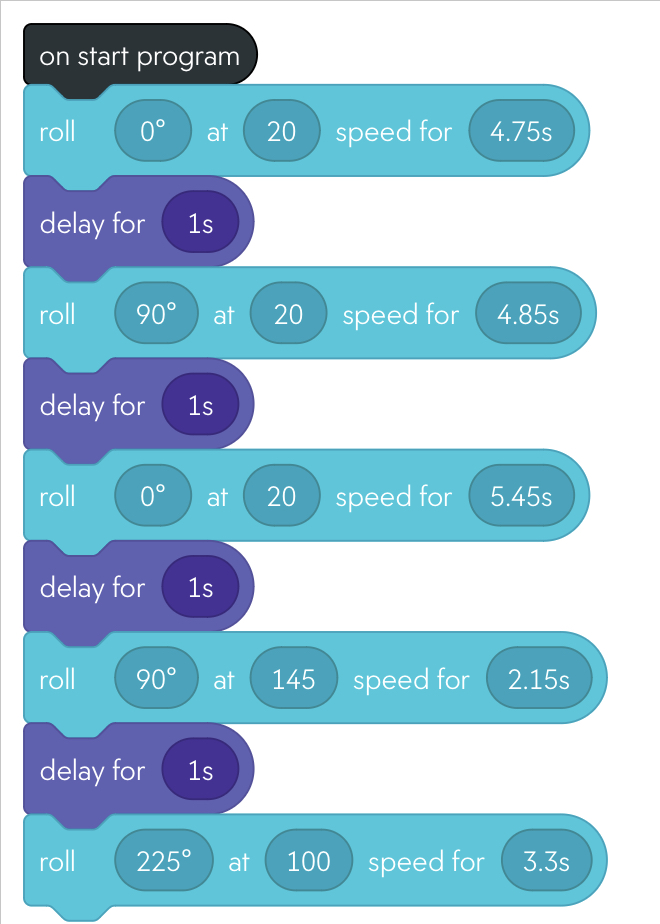 on start program
roll 0° at 20 speed for 4.75s
delay for 1s
roll 90° at 20 speed for 4.85s
delay for 1s
roll 0° at 20 speed for 5.45s
delay for 1s
roll 90° at 145 speed for 2.15s
delay for 1s
roll 225° at 100 speed for 3.3s